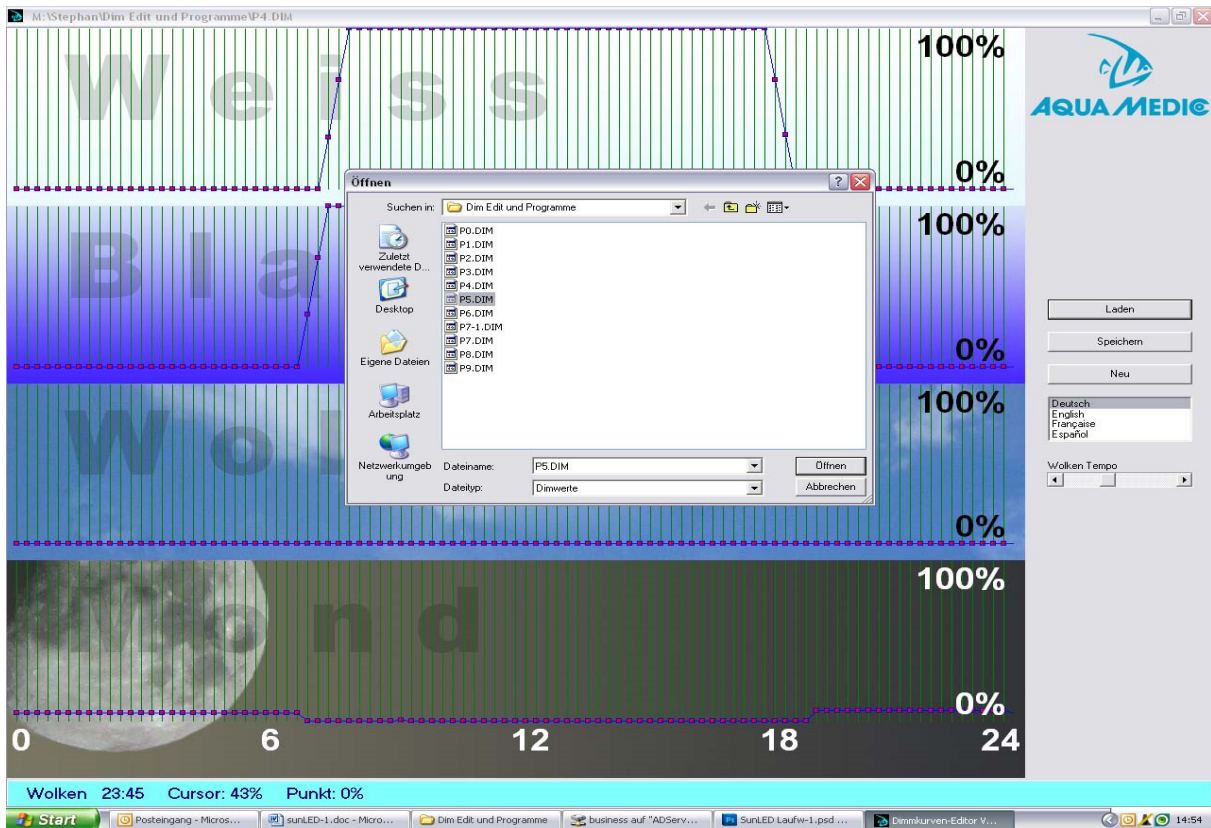 M:\Stephan\Dim Edit und Programme\P4.DIM
Weiss
100%
0%
AQUA MEDIC
Öffnen
Suchen in:
Dim Edit und Programme
Zuletzt
verwendete D...
Desktop
Eigene Dateien
Arbeitsplatz
Netzwerkumgeb
ung
P0.DIM
P1.DIM
P2.DIM
P3.DIM
P4.DIM
P5.DIM
P6.DIM
P7-1.DIM
P7.DIM
P8.DIM
P9.DIM
Dateiname:
P5.DIM
Öffnen
Dateityp:
Dimwerte
Abbrechen
Bla
100%
0%
Wol
100%
0%
Mond
100%
0%
0 6 12 18 24
Laden
Speichern
Neu
Deutsch
English
Française
Español
Wolken Tempo
Wolken 23:45 Cursor: 43% Punkt: 0%
Start
Posteingang - Micros...
sunLED-1.doc - Micro...
Dim Edit und Programme
business auf "ADServ...
SunLED Laufw-1.psd ...
Dimmkurven-Editor V...
14:54